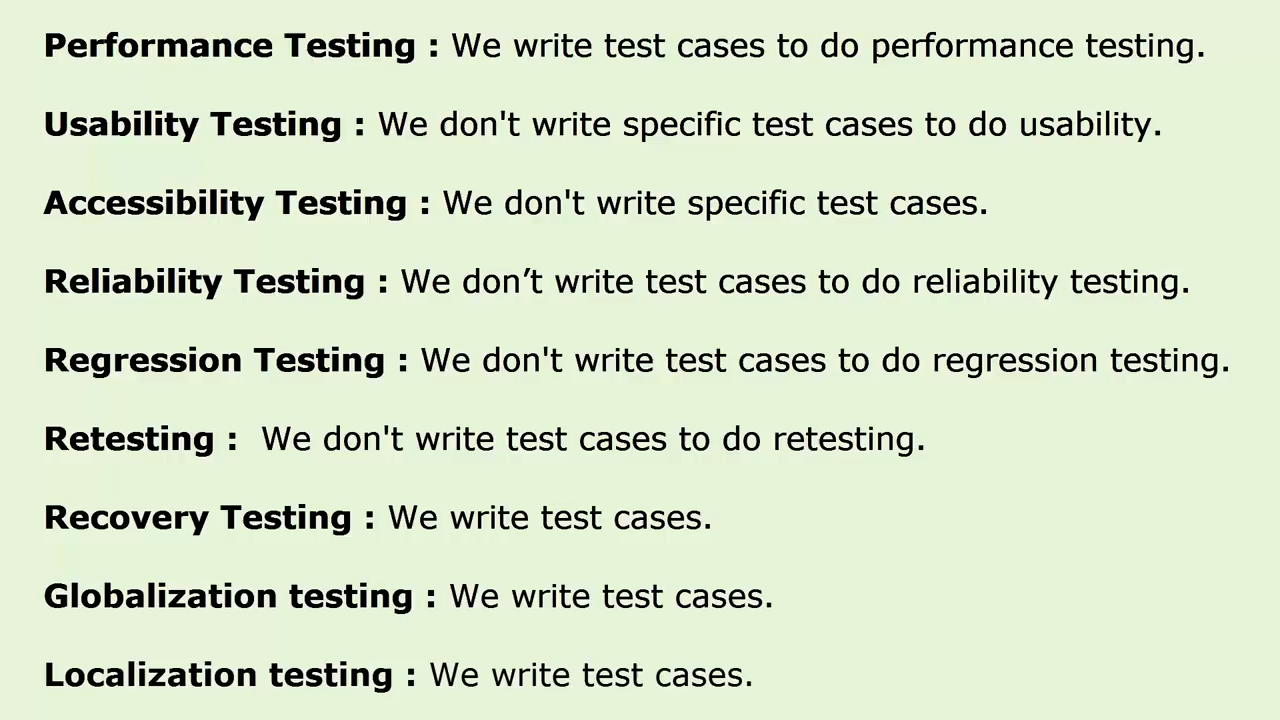 Performance Testing : We write test cases to do performance testing.
Usability Testing : We don't write specific test cases to do usability.
Accessibility Testing : We don't write specific test cases.
Reliability Testing : We don’t write test cases to do reliability testing.
Regression Testing : We don't write test cases to do regression testing.
Retesting :  We don't write test cases to do retesting.
Recovery Testing : We write test cases.
Globalization testing : We write test cases.
Localization testing : We write test cases.